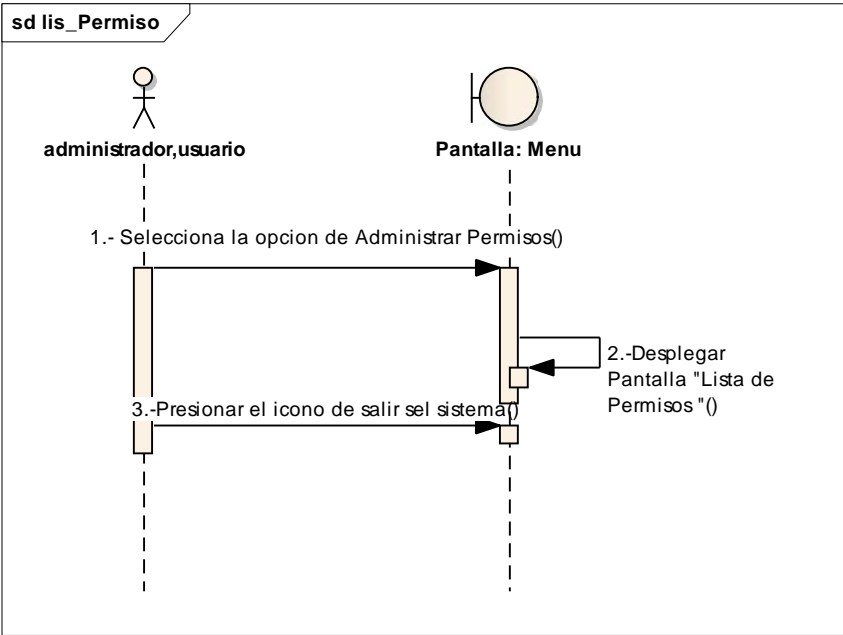 sd lis_Permiso
administrador,usuario
Pantalla: Menu
1.- Selecciona la opcion de Administrar Permisos()
2.-Desplegar
Pantalla "Lista de
Permisos "()
3.-Presionar el icono de salir sel sistema()